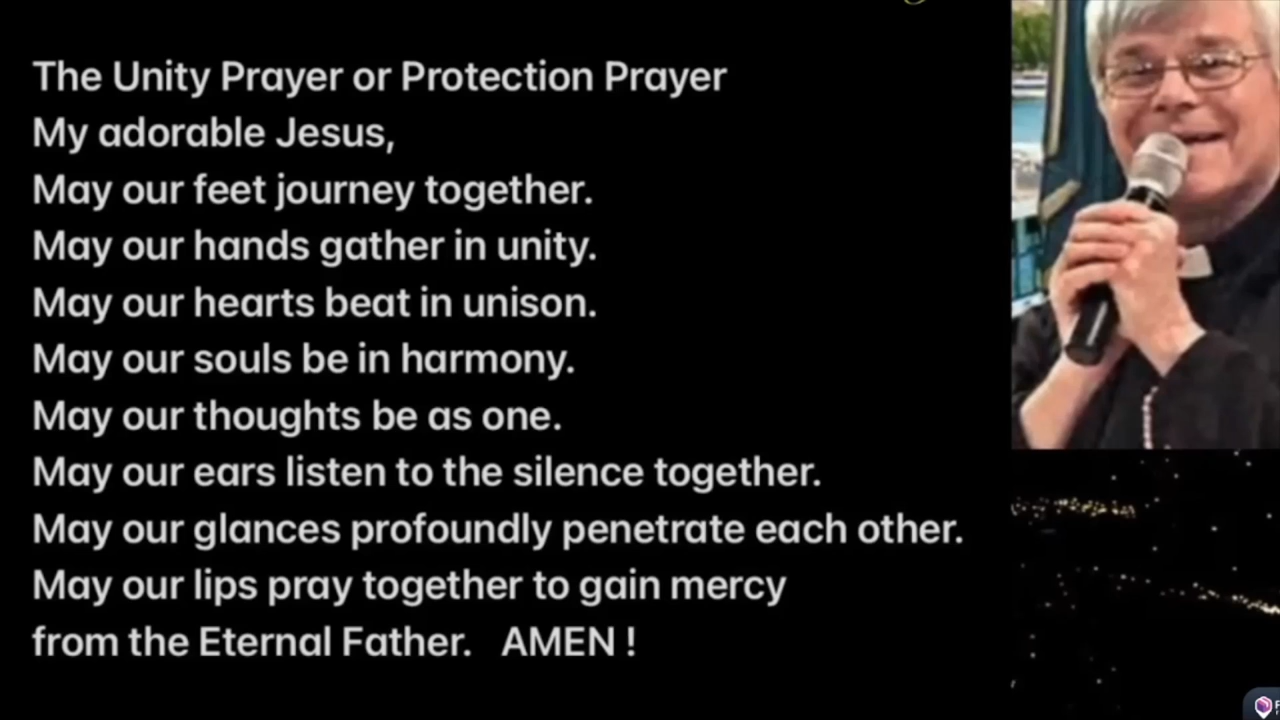 The Unity Prayer or Protection Prayer
My adorable Jesus,
May our feet journey together.
May our hands gather in unity.
May our hearts beat in unison.
May our souls be in harmony.
May our thoughts be as one.
May our ears listen to the silence together.
May our glances profoundly penetrate each other.
May our lips pray together to gain mercy
from the Eternal Father. AMEN !